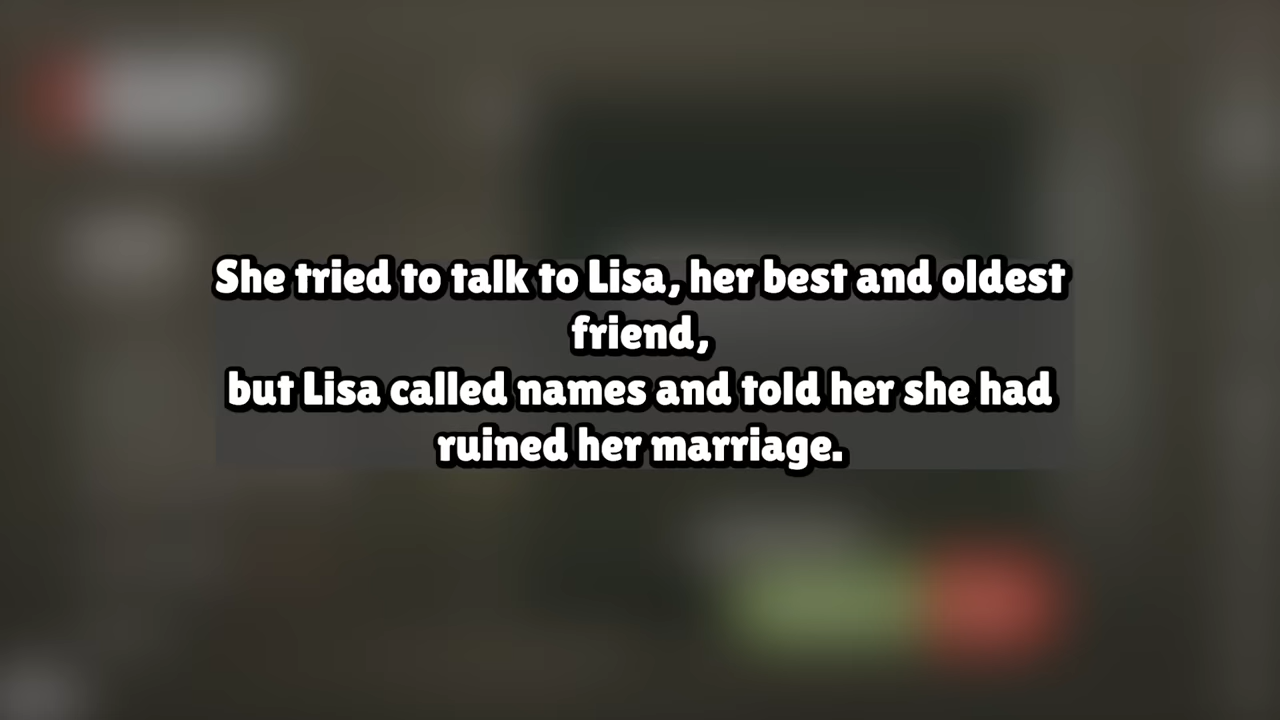 She tried to talk to Lisa, her best and oldest
friend,
but Lisa called names and told her she had
ruined her marriage.